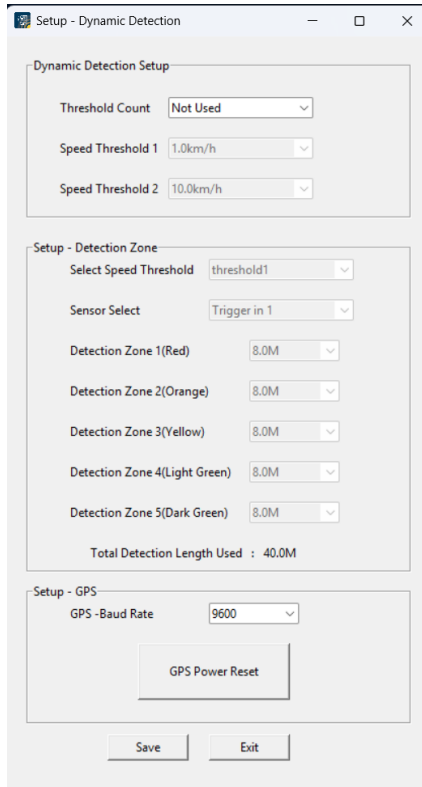 Setup - Dynamic Detection
Dynamic Detection Setup
Threshold Count Not Used
Speed Threshold 1 1.0km/h
Speed Threshold 2 10.0km/h
Setup - Detection Zone
Select Speed Threshold threshold1
Sensor Select Trigger in 1
Detection Zone 1(Red) 8.0M
Detection Zone 2(Orange) 8.0M
Detection Zone 3(Yellow) 8.0M
Detection Zone 4(Light Green) 8.0M
Detection Zone 5(Dark Green) 8.0M
Total Detection Length Used : 40.0M
Setup - GPS
GPS -Baud Rate 9600
GPS Power Reset
Save Exit